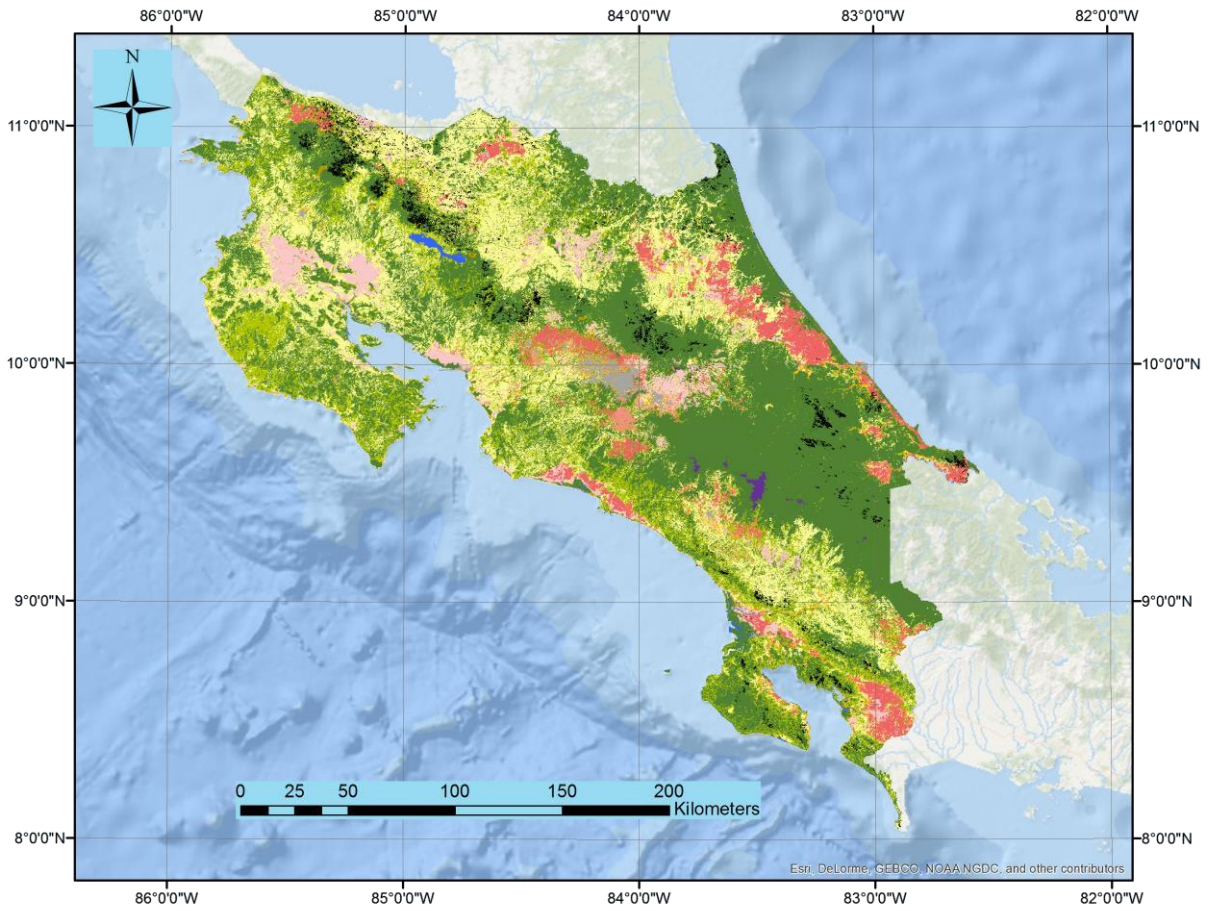 86°0'0"W 85°0'0"W 84°0'0"W 83°0'0"W 82°0'0"W
N
11°0'0"N 11°0'0"N
10°0'0"N 10°0'0"N
9°0'0"N 9°0'0"N
0 25 50 100 150 200
Kilometers
8°0'0"N 8°0'0"N
Esri, DeLorme, GEBCO, NOAA NGDC, and other contributors
86°0'0"W 85°0'0"W 84°0'0"W 83°0'0"W 82°0'0"W